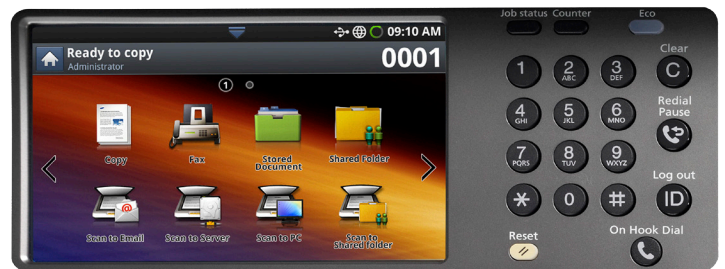 Job status Counter Eco
09:10 AM
Ready to copy
Administrator
0001
1
Copy
Fax
Stored
Document
Shared Folder
Scan to Email
Scan to Server
Scan to PC
Scan to
Shared folder
Clear
1
2
ABC
3
DEF
C
4
GHI
5
JKL
6
MNO
Redial
Pause
7
PQRS
8
TUV
9
WXYZ
Log out
*
0
#
ID
Reset
On Hook Dial